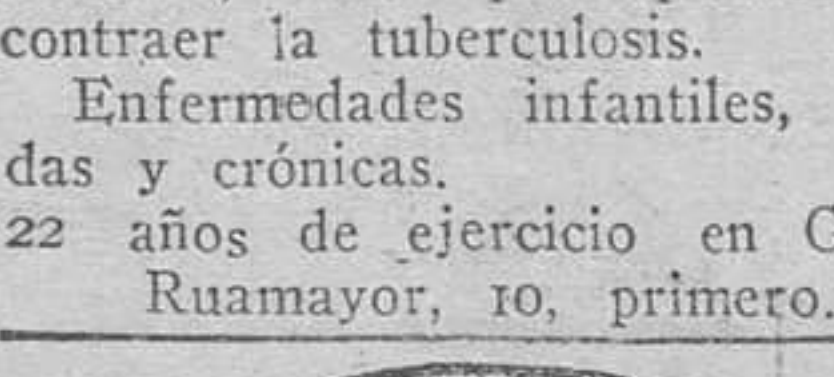 contraer la tuberculosis.
Enfermedades infantiles,
das y crónicas.
22 años de ejercicio en
Ruamayor, 10, primero.